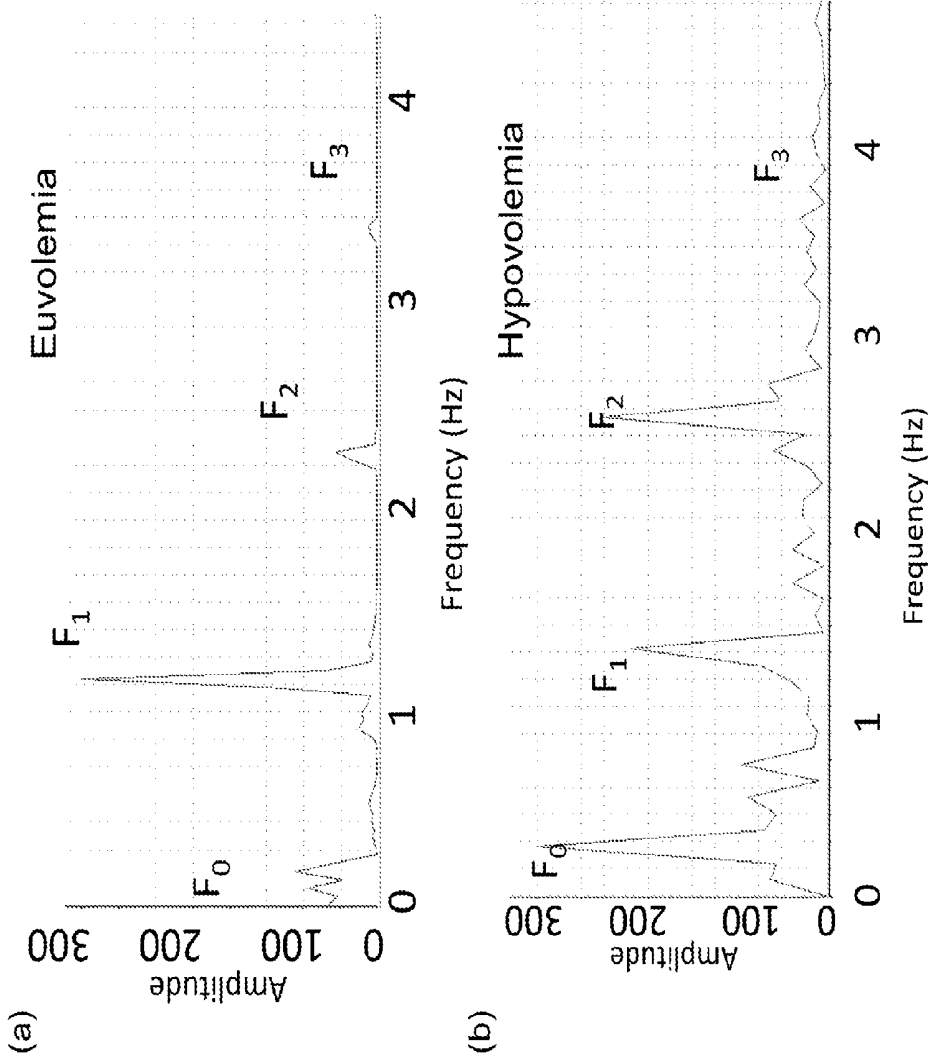 (a)
Euvolemia
Amplitude
300
200
100
0
F0
F1
F2
F3
0 1 2 3 4
Frequency (Hz)
(b)
Hypovolemia
Amplitude
300
200
100
0
F0
F1
F2
F3
0 1 2 3 4
Frequency (Hz)